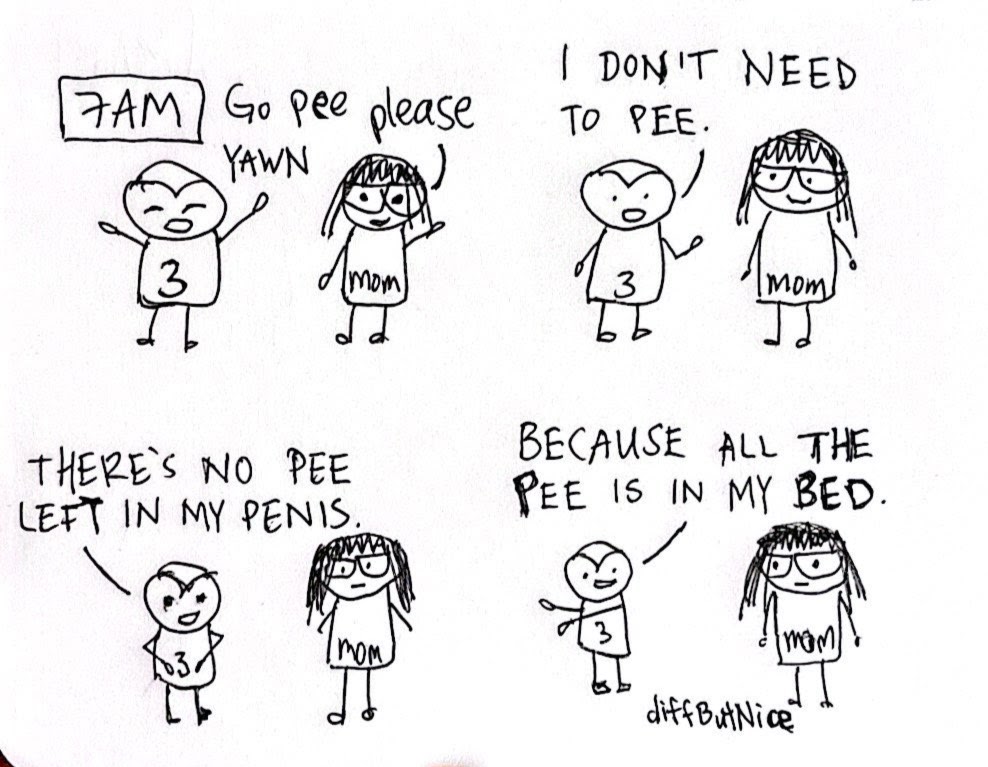 7AM
Go pee please
YAWN
3
mom
I DON'T NEED
TO PEE.
3
mom
THERE'S NO PEE
LEFT IN MY PENIS.
3
mom
BECAUSE ALL THE
PEE IS IN MY BED.
3
mom
diffButNice